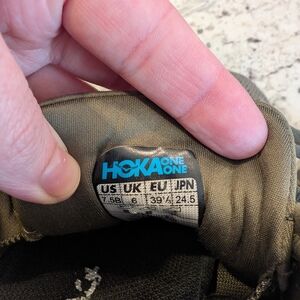 HOKA ONE ONE
US UK EU JPN
7.5B 6 39⅓ 24.5